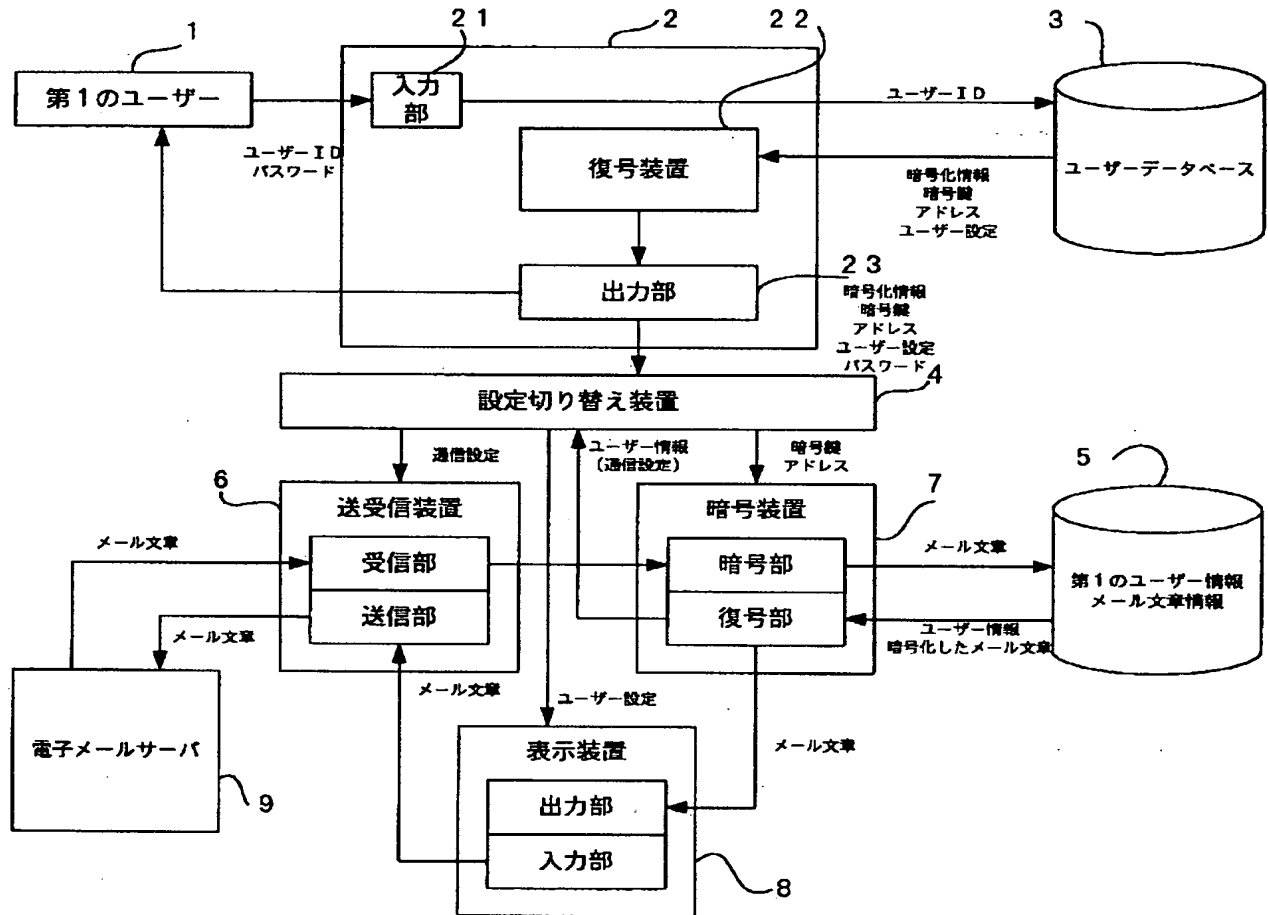 1
21
2
22
3
第1のユーザー
入力
部
ユーザーID
ユーザーID
パスワード
復号装置
ユーザーデータベース
暗号化情報
暗号鍵
アドレス
ユーザー設定
出力部
23
暗号化情報
暗号鍵
アドレス
ユーザー設定
パスワード
4
設定切り替え装置
通信設定
ユーザー情報
(通信設定)
暗号鍵
アドレス
5
6
送受信装置
暗号装置
7
メール文章
受信部
暗号部
メール文章
第1のユーザー情報
メール文章情報
送信部
復号部
メール文章
ユーザー情報
暗号化したメール文章
メール文章
ユーザー設定
電子メールサーバ
表示装置
メール文章
9
出力部
入力部
8